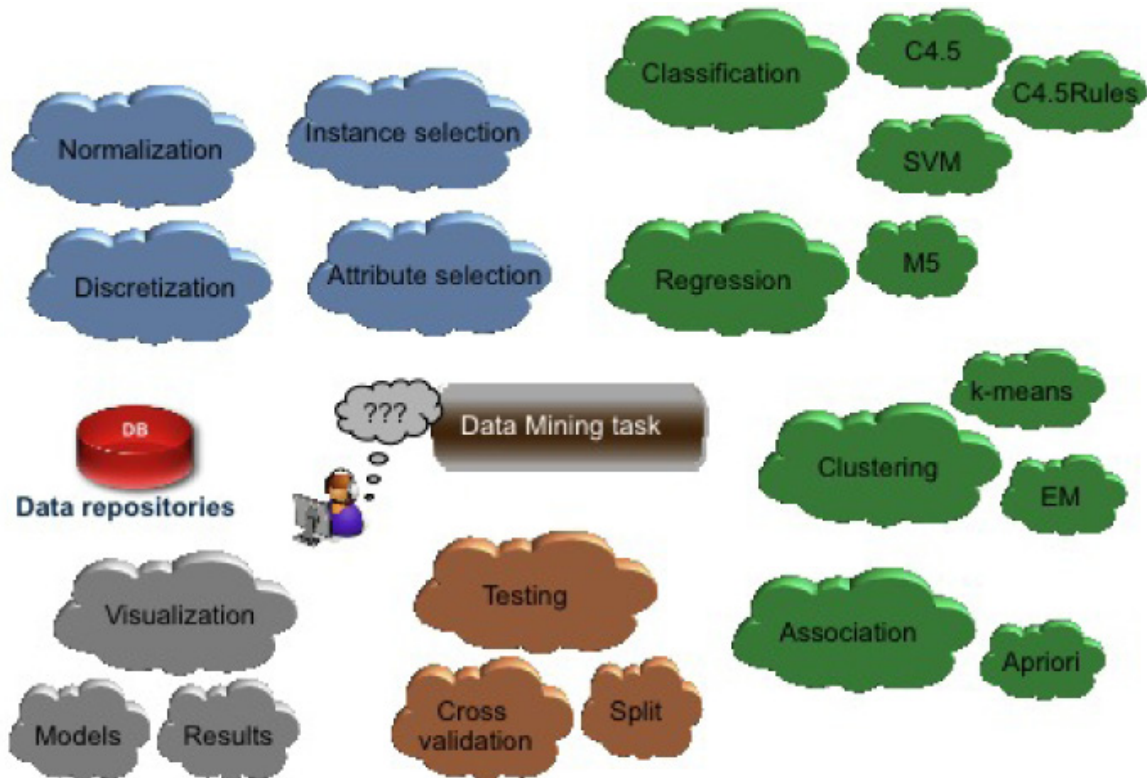 Normalization
Instance selection
Discretization
Attribute selection
Classification
C4.5
C4.5Rules
SVM
Regression
M5
DB
Data repositories
???
Data Mining task
k-means
Clustering
EM
Visualization
Models
Results
Testing
Cross
validation
Split
Association
Apriori